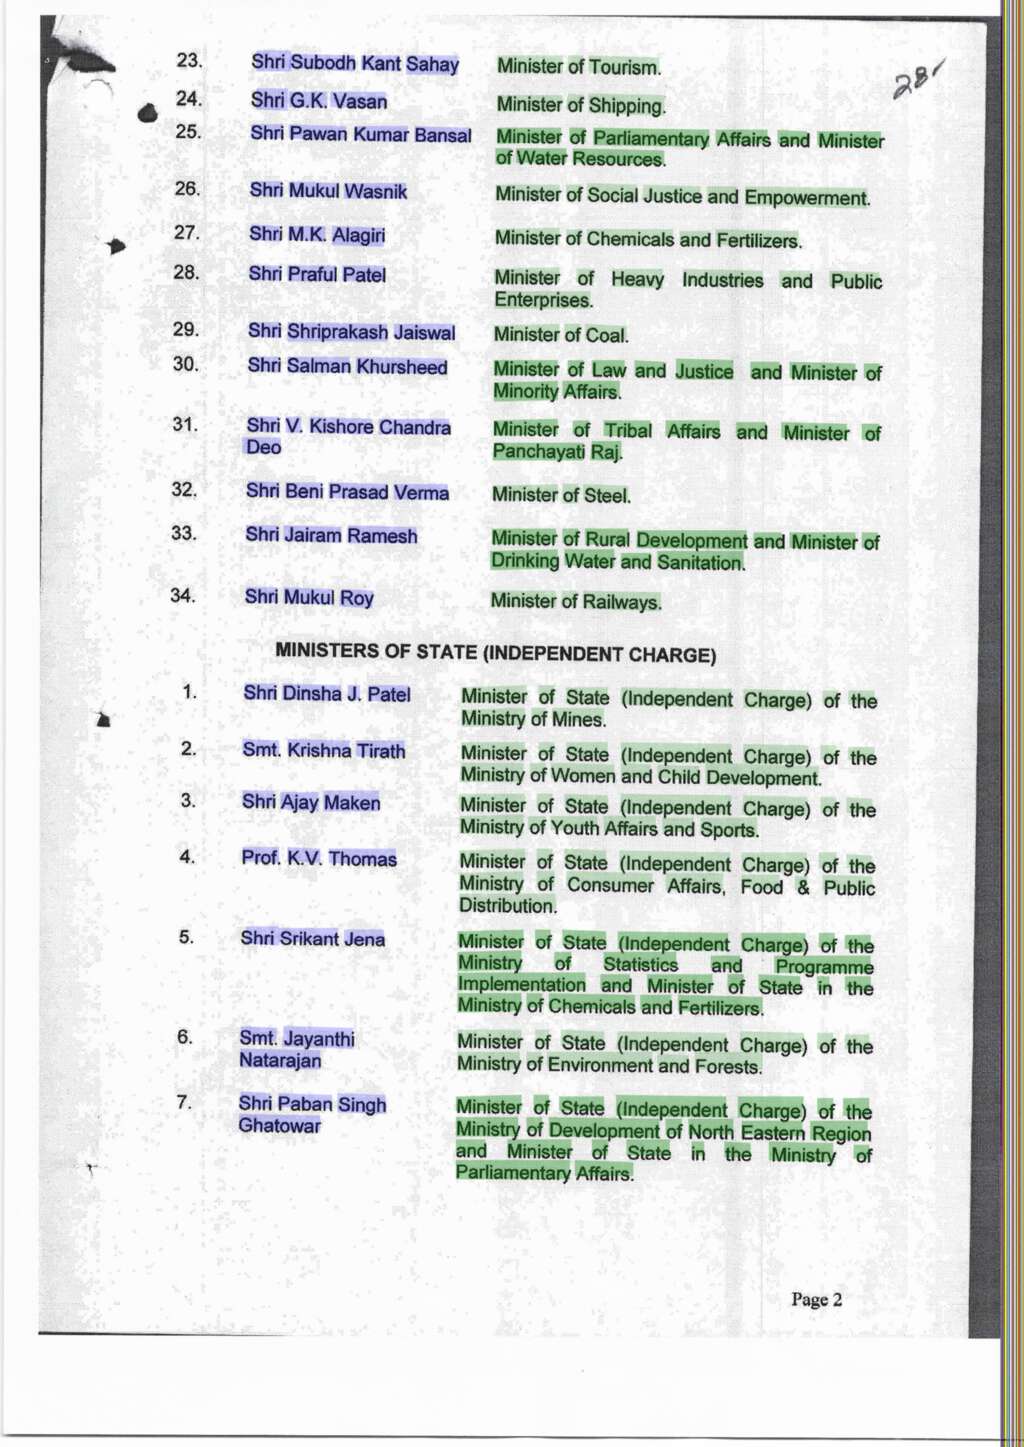 28
23. Shri Subodh Kant Sahay Minister of Tourism.
24. Shri G.K. Vasan Minister of Shipping.
25. Shri Pawan Kumar Bansal Minister of Parliamentary Affairs and Minister
of Water Resources.
26. Shri Mukul Wasnik Minister of Social Justice and Empowerment.
27. Shri M.K. Alagiri Minister of Chemicals and Fertilizers.
28. Shri Praful Patel Minister of Heavy Industries and Public
Enterprises.
29. Shri Shriprakash Jaiswal Minister of Coal.
30. Shri Salman Khursheed Minister of Law and Justice and Minister of
Minority Affairs.
31. Shri V. Kishore Chandra Minister of Tribal Affairs and Minister of
Deo Panchayati Raj.
32. Shri Beni Prasad Verma Minister of Steel.
33. Shri Jairam Ramesh Minister of Rural Development and Minister of
Drinking Water and Sanitation.
34. Shri Mukul Roy Minister of Railways.
MINISTERS OF STATE (INDEPENDENT CHARGE)
1. Shri Dinsha J. Patel Minister of State (Independent Charge) of the
Ministry of Mines.
2. Smt. Krishna Tirath Minister of State (Independent Charge) of the
Ministry of Women and Child Development.
3. Shri Ajay Maken Minister of State (Independent Charge) of the
Ministry of Youth Affairs and Sports.
4. Prof. K.V. Thomas Minister of State (Independent Charge) of the
Ministry of Consumer Affairs, Food & Public
Distribution.
5. Shri Srikant Jena Minister of State (Independent Charge) of the
Ministry of Statistics and Programme
Implementation and Minister of State in the
Ministry of Chemicals and Fertilizers.
6. Smt. Jayanthi Minister of State (Independent Charge) of the
Natarajan Ministry of Environment and Forests.
7. Shri Paban Singh Minister of State (Independent Charge) of the
Ghatowar Ministry of Development of North Eastern Region
and Minister of State in the Ministry of
Parliamentary Affairs.
Page 2